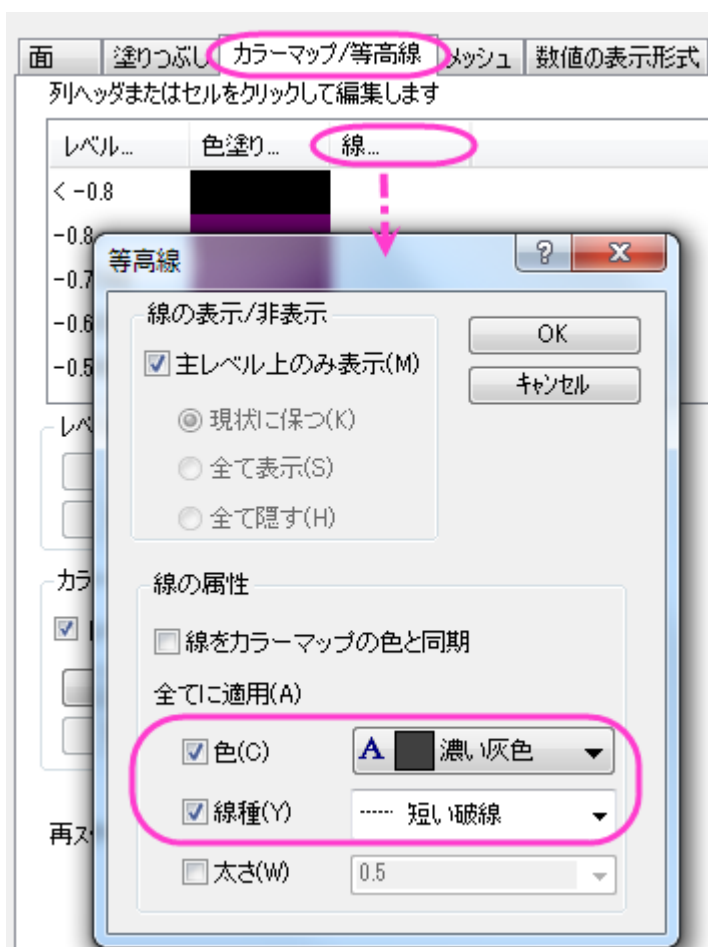 面 塗りつぶし カラーマップ/等高線 メッシュ 数値の表示形式
列ヘッダまたはセルをクリックして編集します
レベル... 色塗り... 線...
< -0.8
-0.8
-0.7
-0.6
-0.5
等高線
線の表示/非表示
OK
主レベル上のみ表示(M)
キャンセル
現状に保つ(K)
全て表示(S)
全て隠す(H)
線の属性
線をカラーマップの色と同期
全てに適用(A)
色(C) A 濃い灰色
線種(Y) 短い破線
太さ(W) 0.5